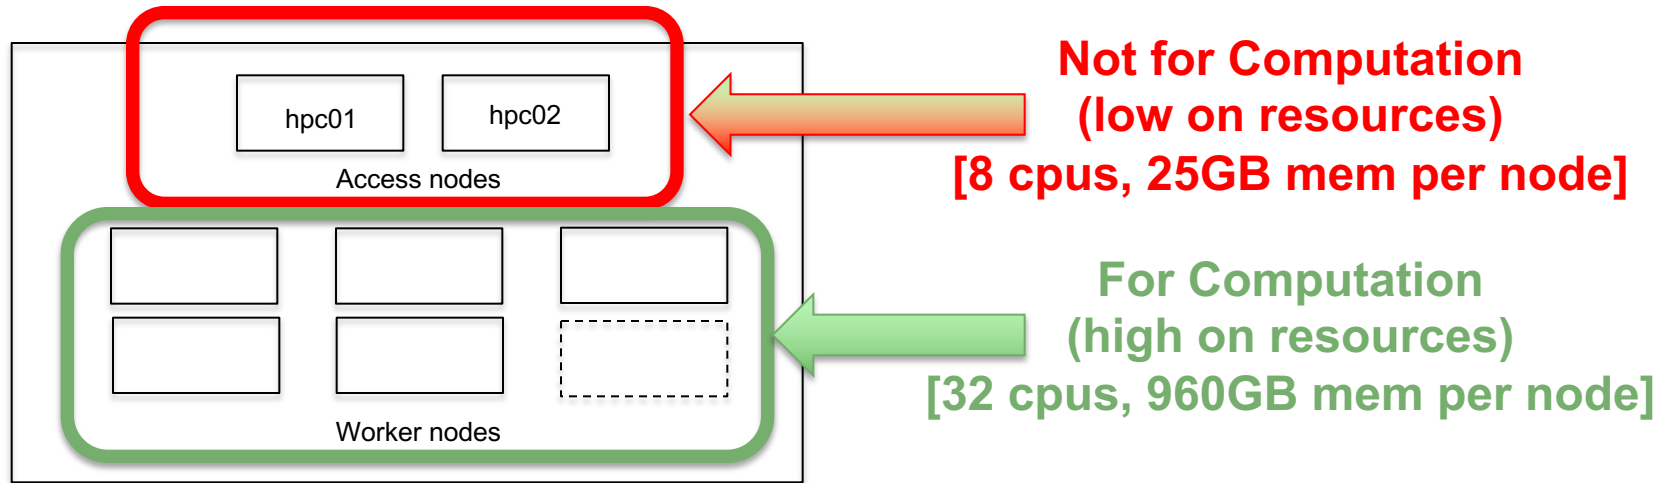 hpc01
hpc02
Access nodes
Not for Computation
(low on resources)
[8 cpus, 25GB mem per node]
Worker nodes
For Computation
(high on resources)
[32 cpus, 960GB mem per node]